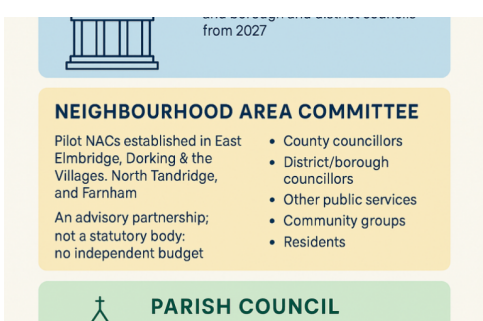 and borough and district councils
from 2027
NEIGHBOURHOOD AREA COMMITTEE
Pilot NACs established in East
Elmbridge, Dorking & the
Villages. North Tandridge,
and Farnham
An advisory partnership;
not a statutory body:
no independent budget
• County councillors
• District/borough
councillors
• Other public services
• Community groups
• Residents
PARISH COUNCIL